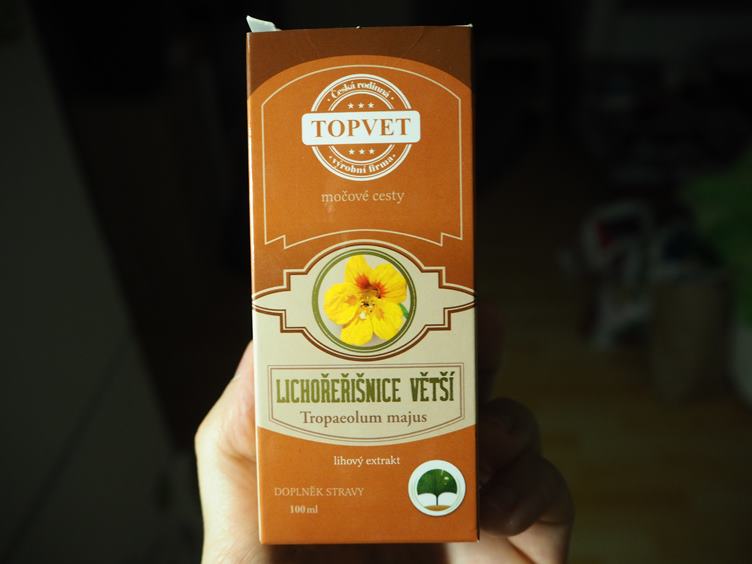 · Česká rodinná ·
TOPVET
· výrobní firma ·
močové cesty
LICHOŘEŘIŠNICE VĚTŠÍ
Tropaeolum majus
lihový extrakt
DOPLNĚK STRAVY
100 ml